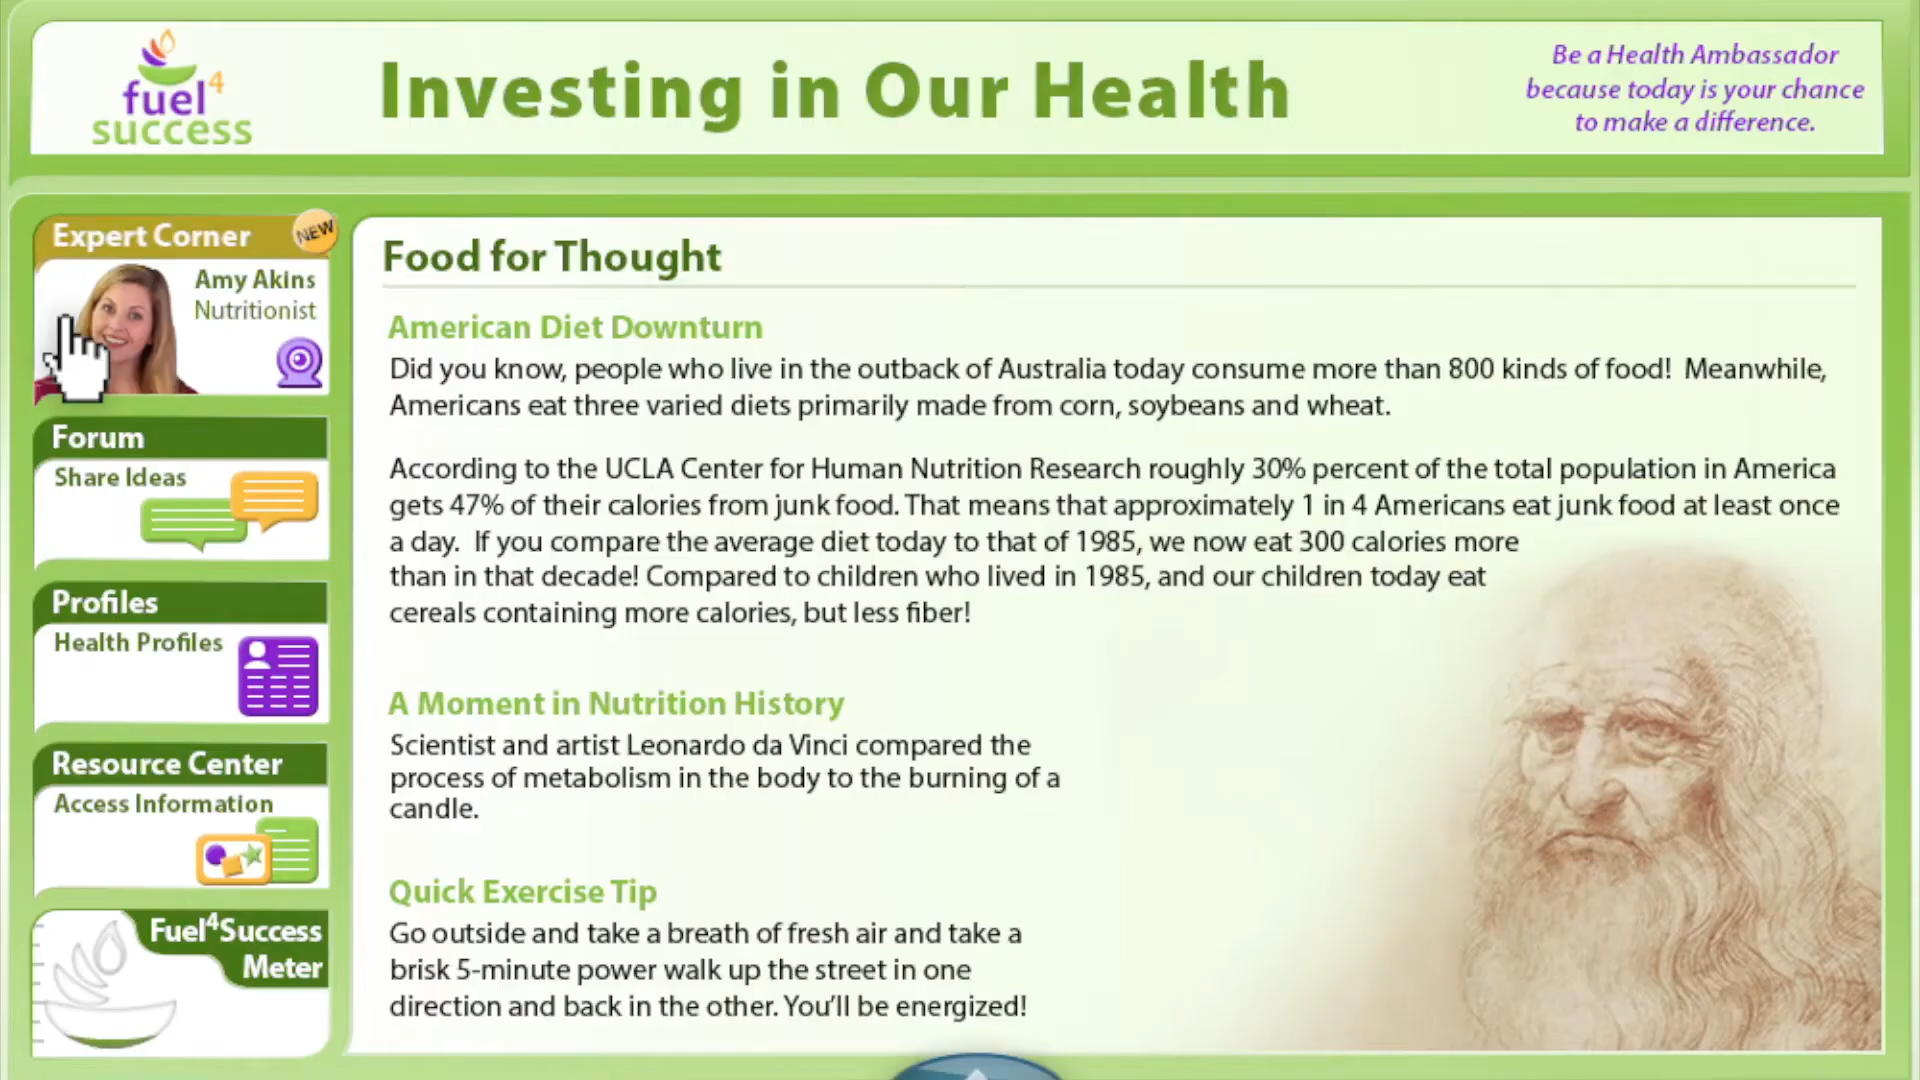 fuel4
success
Investing in Our Health
Be a Health Ambassador
because today is your chance
to make a difference.
Expert Corner
NEW
Amy Akins
Nutritionist
Forum
Share Ideas
Profiles
Health Profiles
Resource Center
Access Information
Fuel4Success
Meter
Food for Thought
American Diet Downturn
Did you know, people who live in the outback of Australia today consume more than 800 kinds of food!  Meanwhile,
Americans eat three varied diets primarily made from corn, soybeans and wheat.
According to the UCLA Center for Human Nutrition Research roughly 30% percent of the total population in America
gets 47% of their calories from junk food. That means that approximately 1 in 4 Americans eat junk food at least once
a day.  If you compare the average diet today to that of 1985, we now eat 300 calories more
than in that decade! Compared to children who lived in 1985, and our children today eat
cereals containing more calories, but less fiber!
A Moment in Nutrition History
Scientist and artist Leonardo da Vinci compared the
process of metabolism in the body to the burning of a
candle.
Quick Exercise Tip
Go outside and take a breath of fresh air and take a
brisk 5-minute power walk up the street in one
direction and back in the other. You'll be energized!